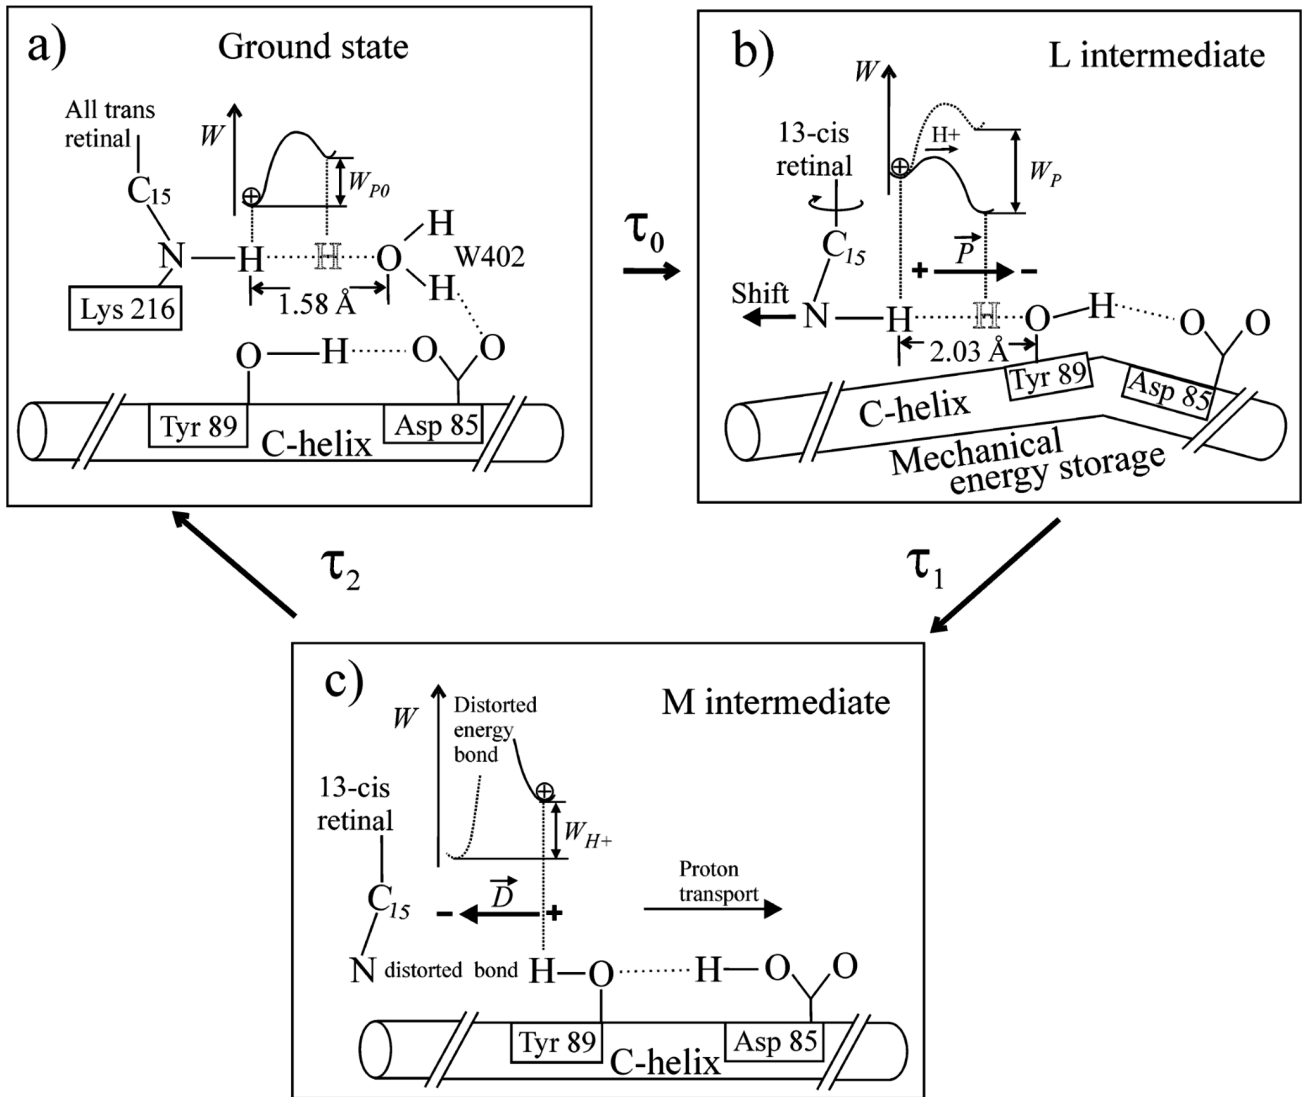 a)
Ground state
All trans
retinal
W
W_P0
C15
N
H
H
O
H
H
W402
1.58 Å
Lys 216
O
H
O
O
Tyr 89
C-helix
Asp 85
τ0
b)
L intermediate
W
H+
W_P
13-cis
retinal
C15
P
+
-
Shift
N
H
H
O
H
O
O
2.03 Å
Tyr 89
Asp 85
C-helix
Mechanical
energy storage
τ2
τ1
c)
M intermediate
W
Distorted
energy
bond
W_H+
13-cis
retinal
C15
D
-
+
Proton
transport
N
distorted bond
H
O
H
O
O
Tyr 89
C-helix
Asp 85